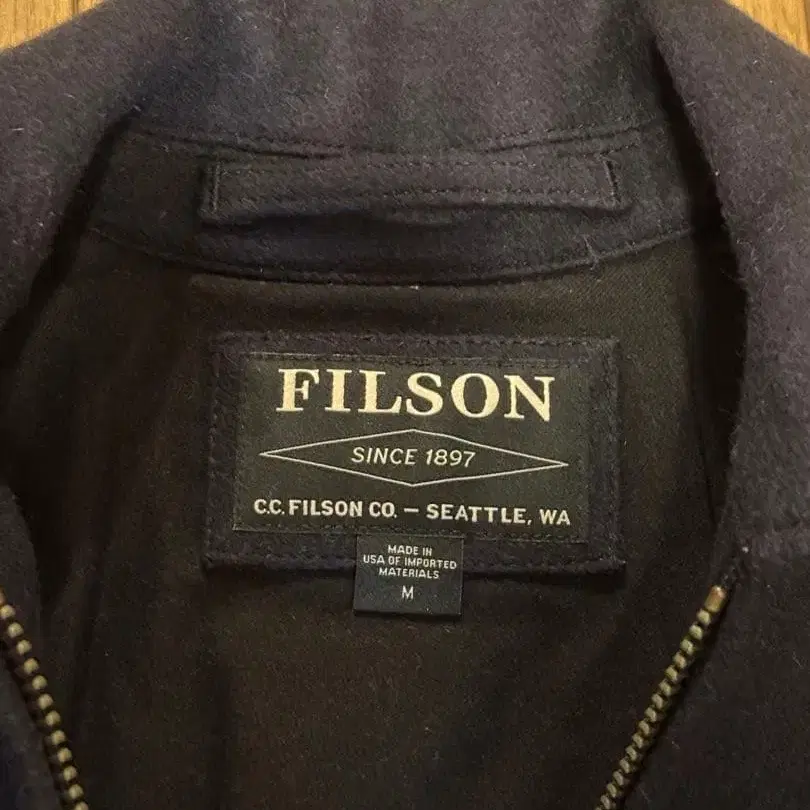 FILSON
SINCE 1897
C.C. FILSON CO. — SEATTLE, WA
MADE IN
USA OF IMPORTED
MATERIALS
M